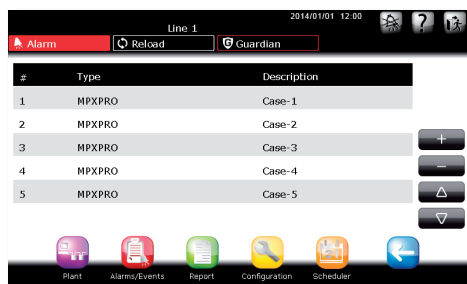 2014/01/01 12:00
Line 1
?
Alarm Reload Guardian
# Type Description
1 MPXPRO Case-1
2 MPXPRO Case-2
3 MPXPRO Case-3
4 MPXPRO Case-4
5 MPXPRO Case-5
+
−
Plant Alarms/Events Report Configuration Scheduler